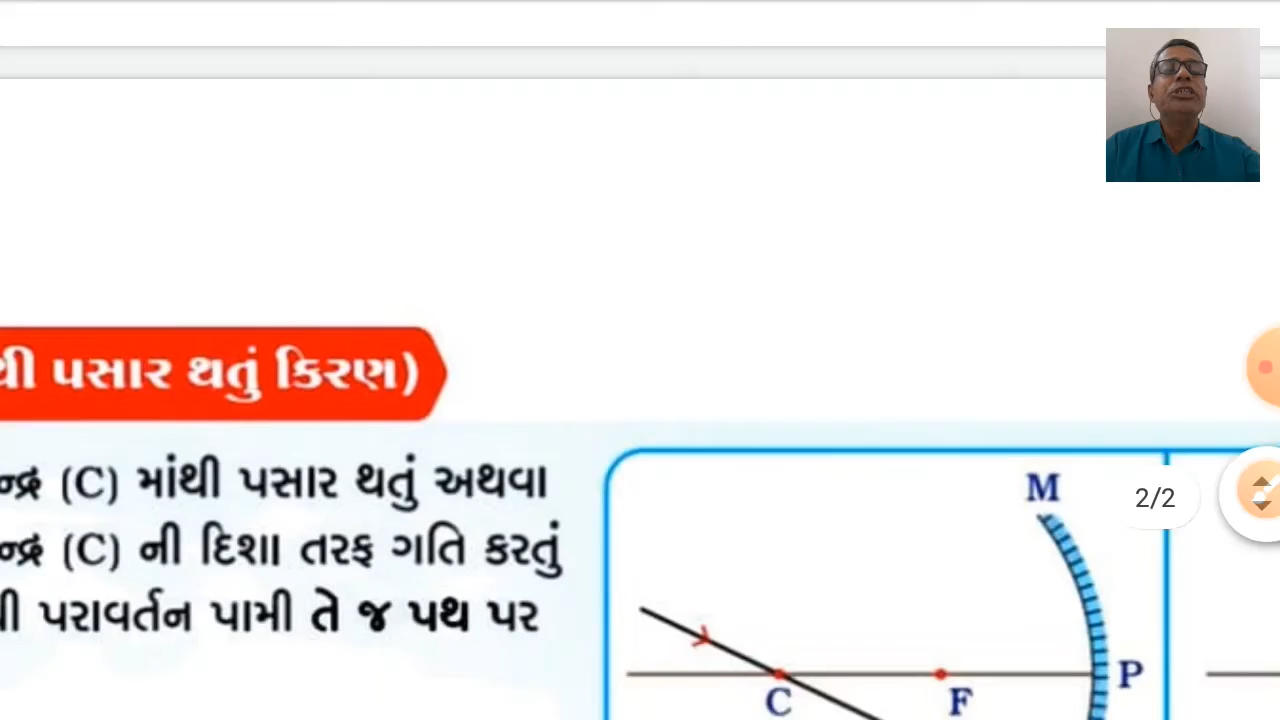 થી પસાર થતું કિરણ)
ન્દ્ર (C) માંથી પસાર થતું અથવા
ન્દ્ર (C) ની દિશા તરફ ગતિ કરતું
થી પરાવર્તન પામી તે જ પથ પર
M
2/2
P
C
F